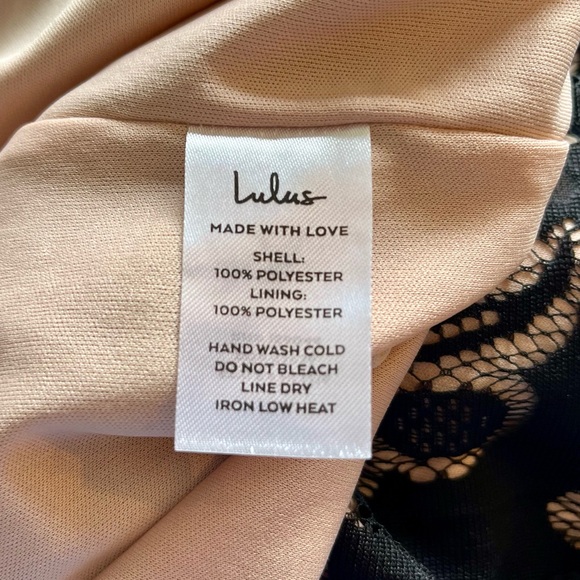 Lulus
MADE WITH LOVE
SHELL:
100% POLYESTER
LINING:
100% POLYESTER
HAND WASH COLD
DO NOT BLEACH
LINE DRY
IRON LOW HEAT